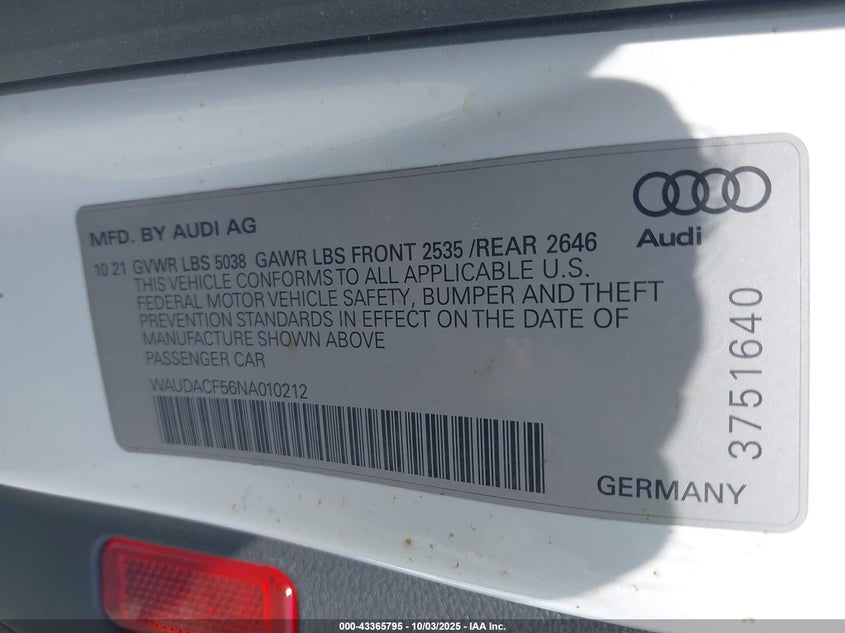 MFD. BY AUDI AG
Audi
10 21 GVWR LBS 5038 GAWR LBS FRONT 2535 /REAR 2646
THIS VEHICLE CONFORMS TO ALL APPLICABLE U.S.
FEDERAL MOTOR VEHICLE SAFETY, BUMPER AND THEFT
PREVENTION STANDARDS IN EFFECT ON THE DATE OF
MANUFACTURE SHOWN ABOVE
PASSENGER CAR
WAUDACF56NA010212
3751640
GERMANY
000-43365795 - 10/03/2025 - IAA Inc.